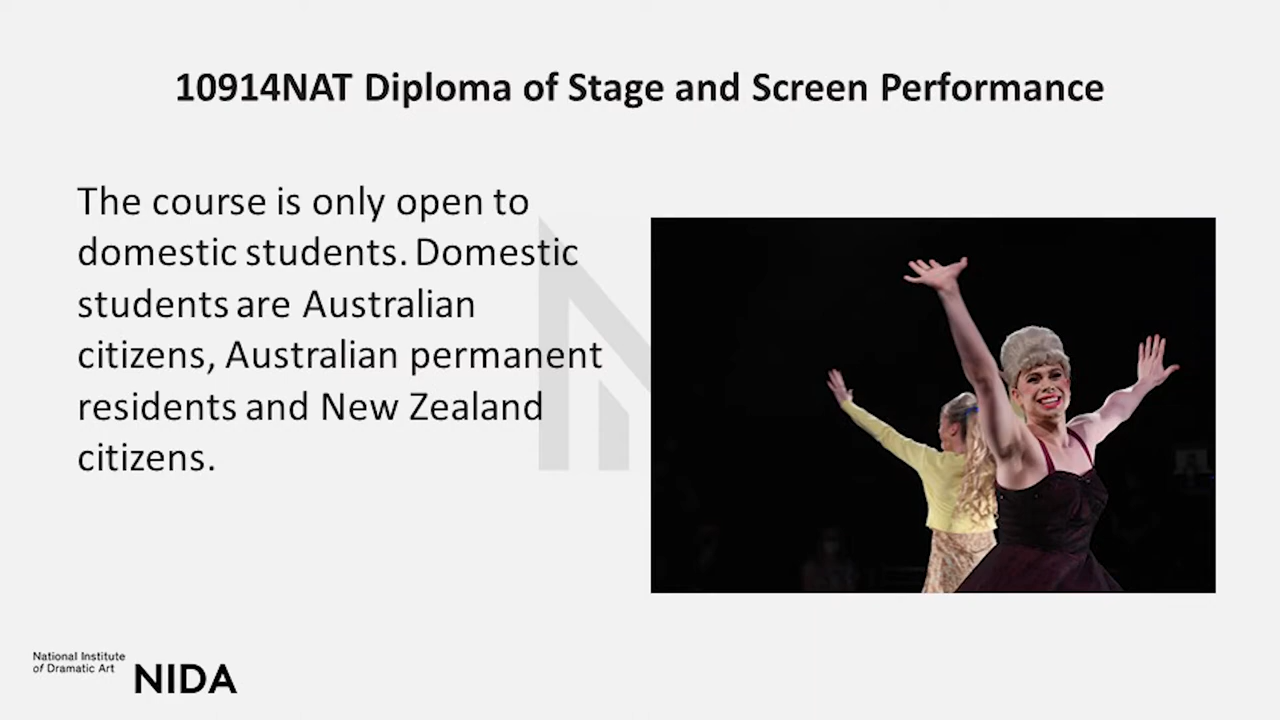 10914NAT Diploma of Stage and Screen Performance
The course is only open to
domestic students. Domestic
students are Australian
citizens, Australian permanent
residents and New Zealand
citizens.
National Institute
of Dramatic Art
NIDA